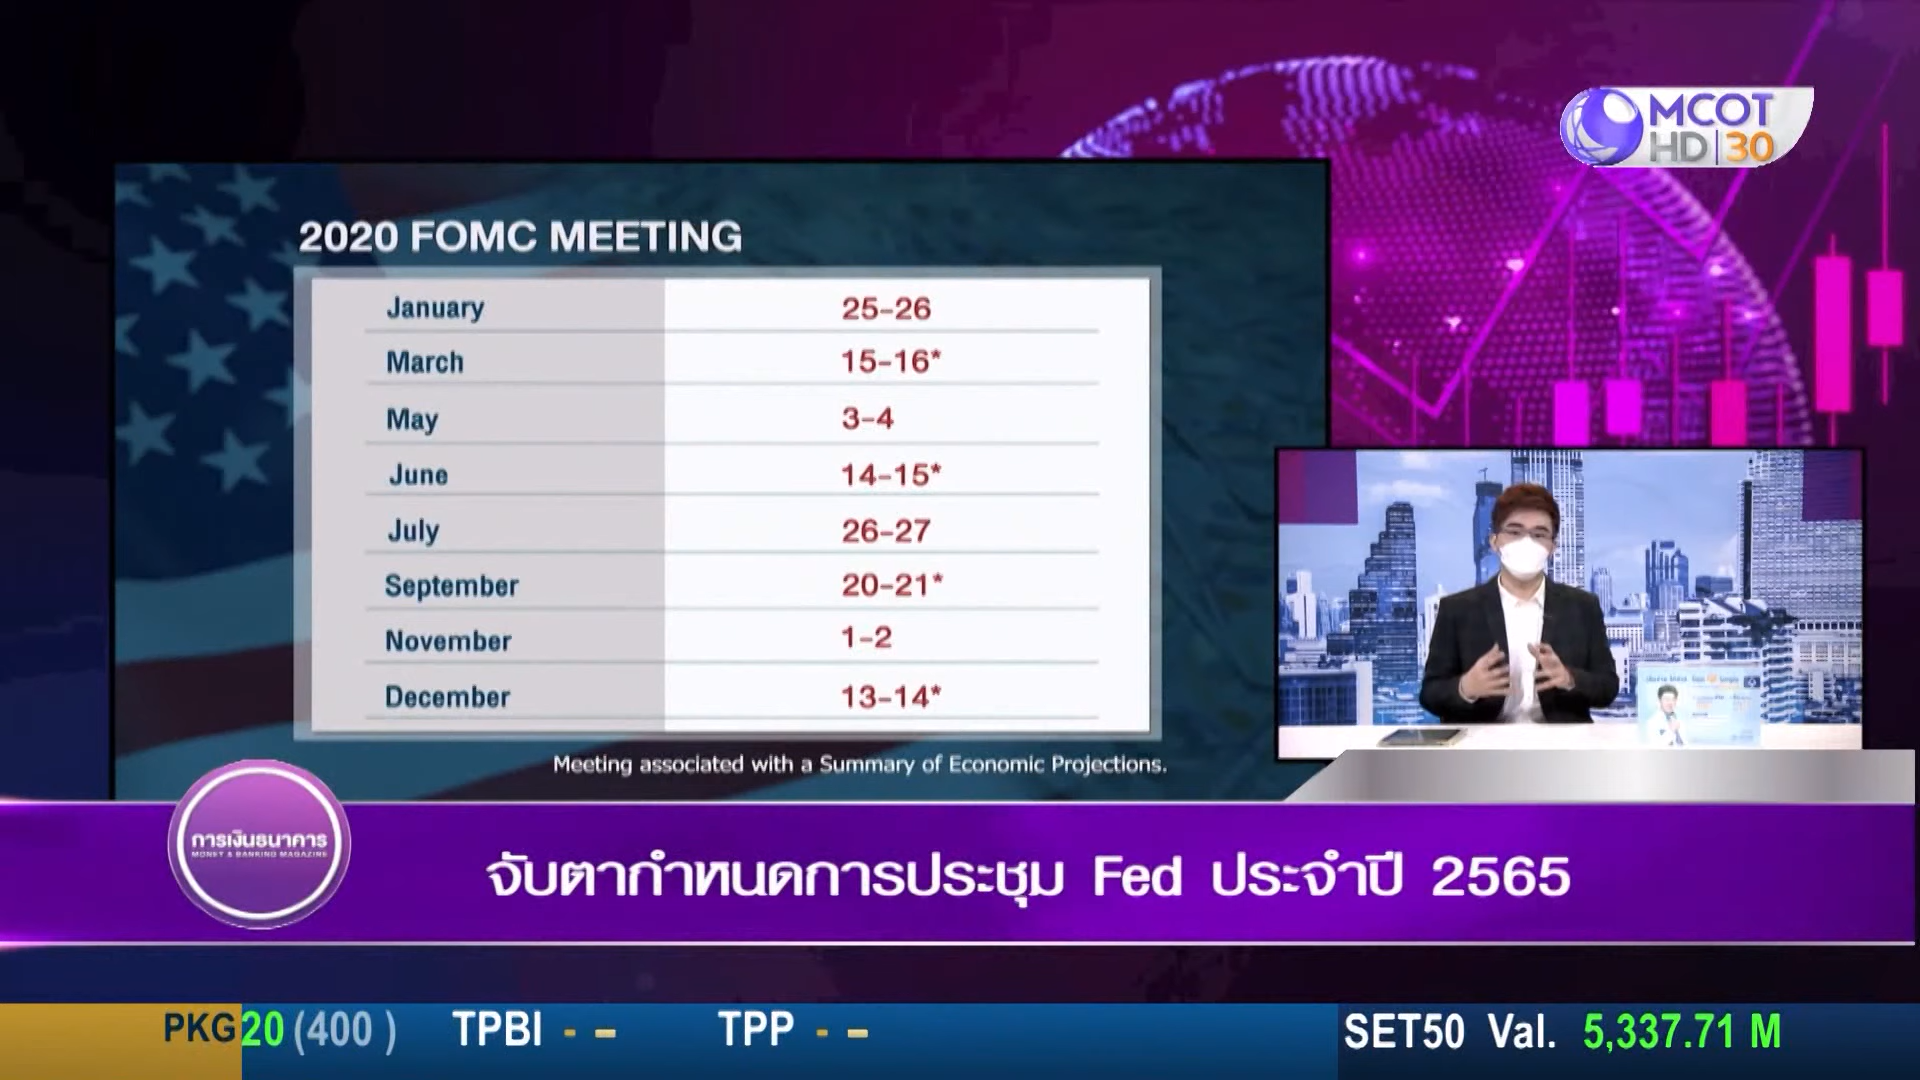 MCOT
HD|30
2020 FOMC MEETING
January 25-26
March 15-16*
May 3-4
June 14-15*
July 26-27
September 20-21*
November 1-2
December 13-14*
Meeting associated with a Summary of Economic Projections.
การเงินธนาคาร
MONEY & BANKING MAGAZINE
จับตากำหนดการประชุม Fed ประจำปี 2565
PKG 20 (400 ) TPBI - - TPP - - SET50 Val. 5,337.71 M